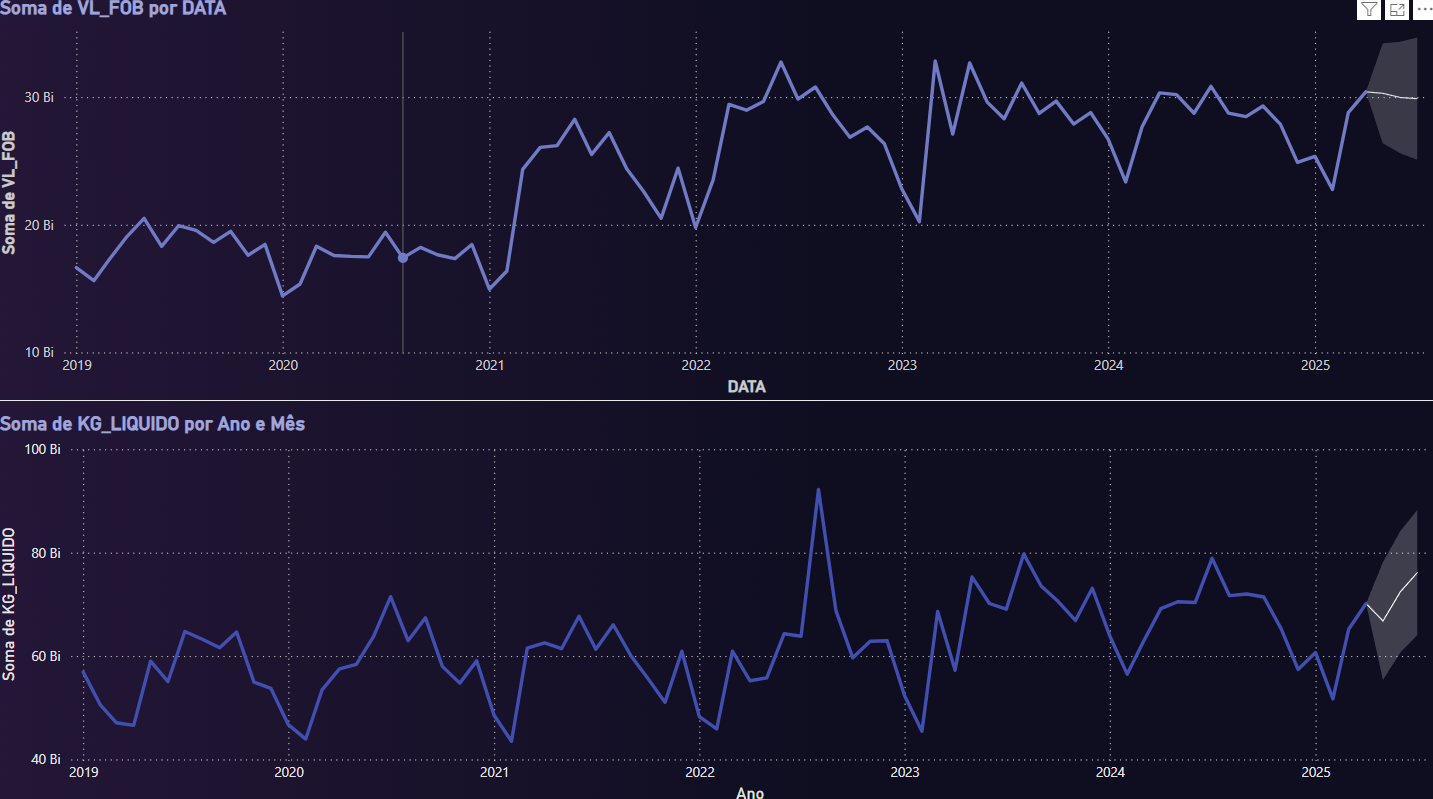 Soma de VL_FOB por DATA
30 Bi
20 Bi
10 Bi
Soma de VL_FOB
2019 2020 2021 2022 2023 2024 2025
DATA
Soma de KG_LIQUIDO por Ano e Mês
100 Bi
80 Bi
60 Bi
40 Bi
Soma de KG_LIQUIDO
2019 2020 2021 2022 2023 2024 2025
Ano